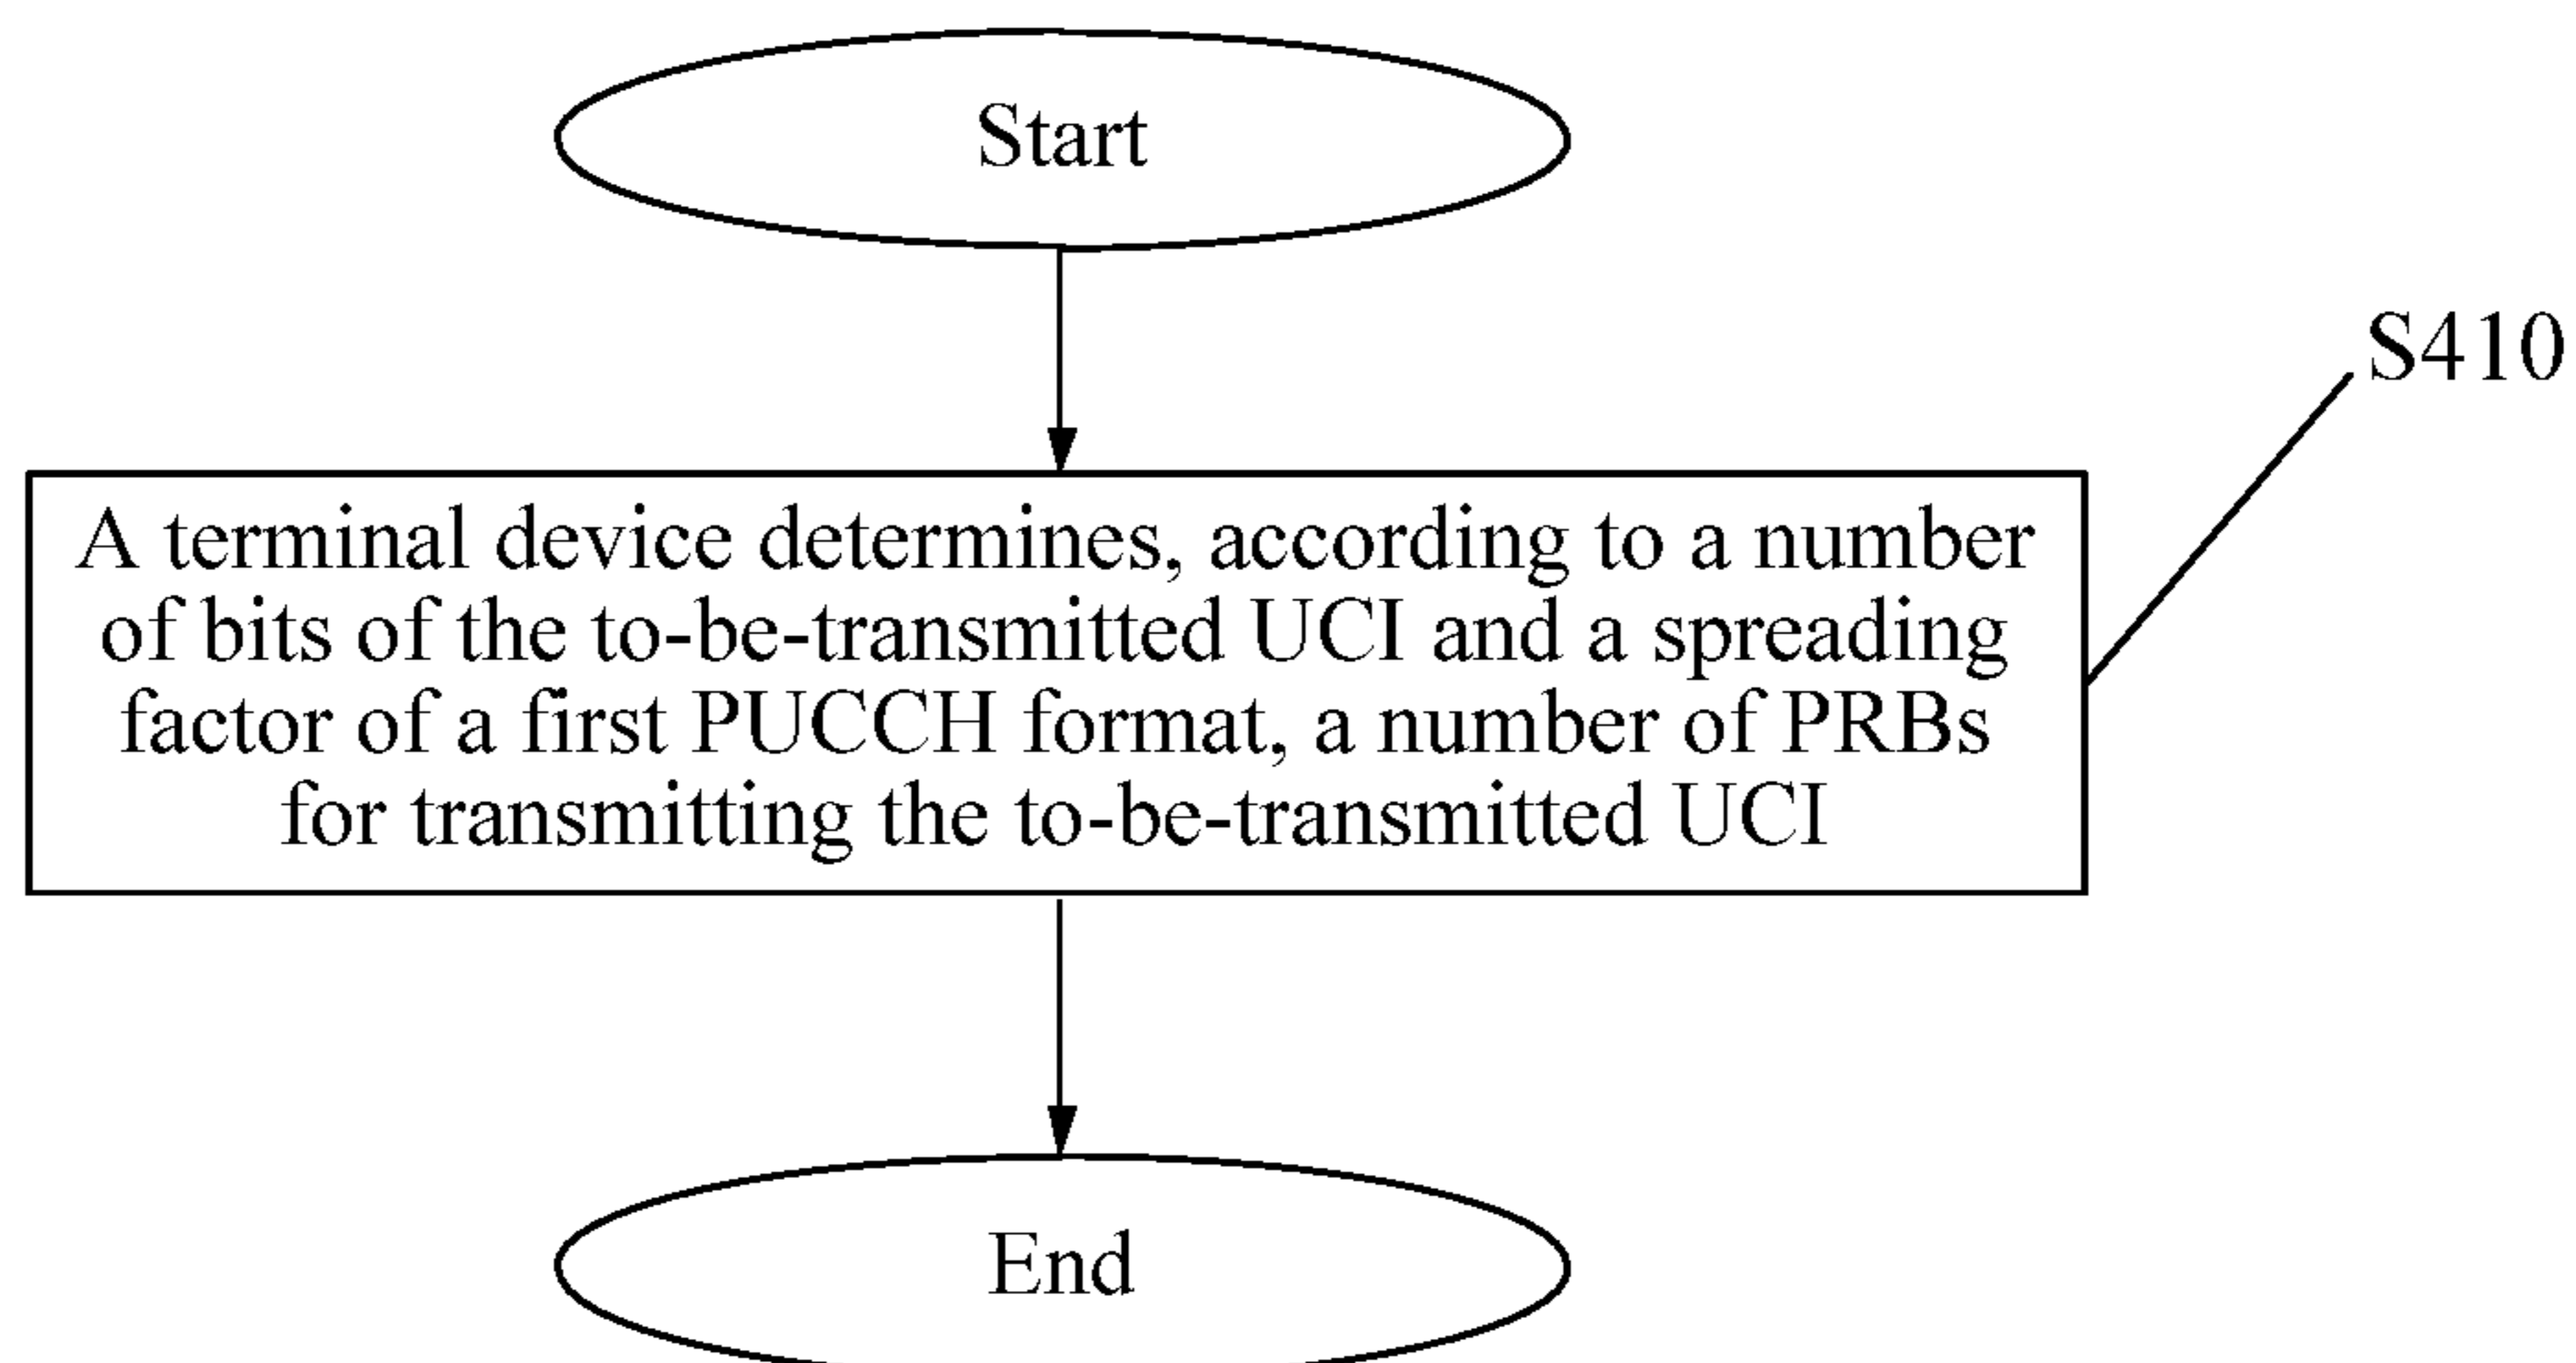 Start
S410
A terminal device determines, according to a number
of bits of the to-be-transmitted UCI and a spreading
factor of a first PUCCH format, a number of PRBs
for transmitting the to-be-transmitted UCI
End